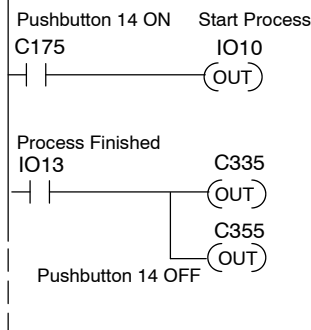 Pushbutton 14 ON Start Process
C175 IO10
OUT
Process Finished
IO13 C335
OUT
C355
OUT
Pushbutton 14 OFF